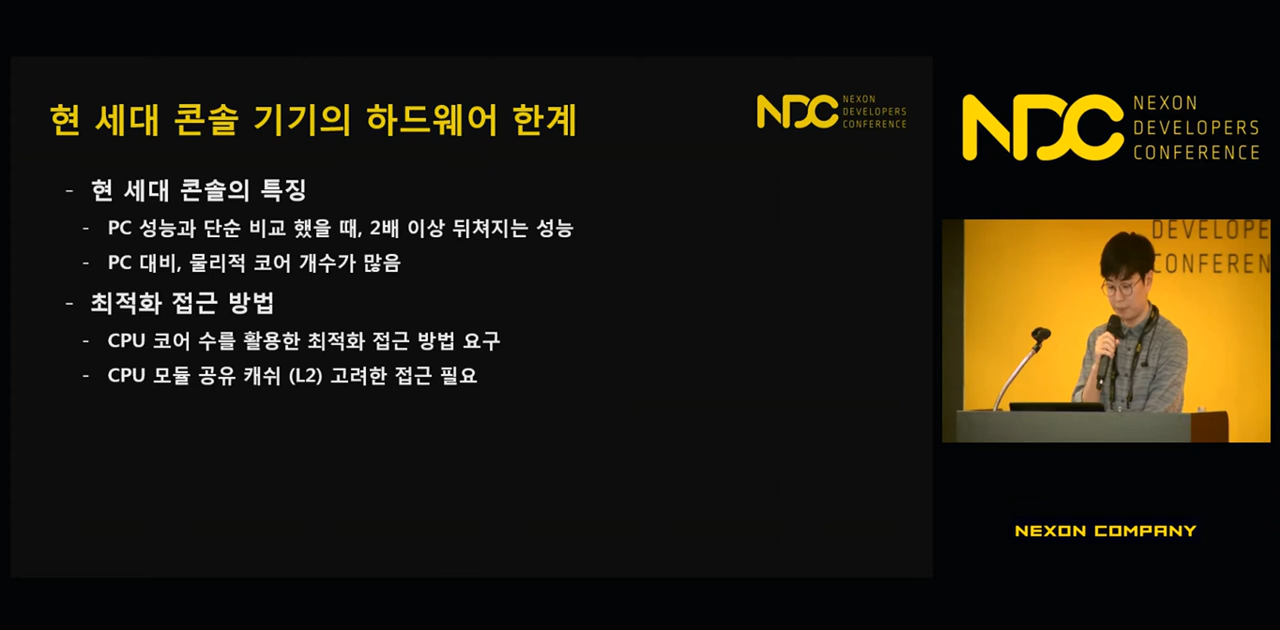 현 세대 콘솔 기기의 하드웨어 한계
NDC NEXON
DEVELOPERS
CONFERENCE
- 현 세대 콘솔의 특징
- PC 성능과 단순 비교 했을 때, 2배 이상 뒤쳐지는 성능
- PC 대비, 물리적 코어 개수가 많음
- 최적화 접근 방법
- CPU 코어 수를 활용한 최적화 접근 방법 요구
- CPU 모듈 공유 캐쉬 (L2) 고려한 접근 필요
NDC NEXON
DEVELOPERS
CONFERENCE
DEVELOPE
CONFEREN
NEXON COMPANY